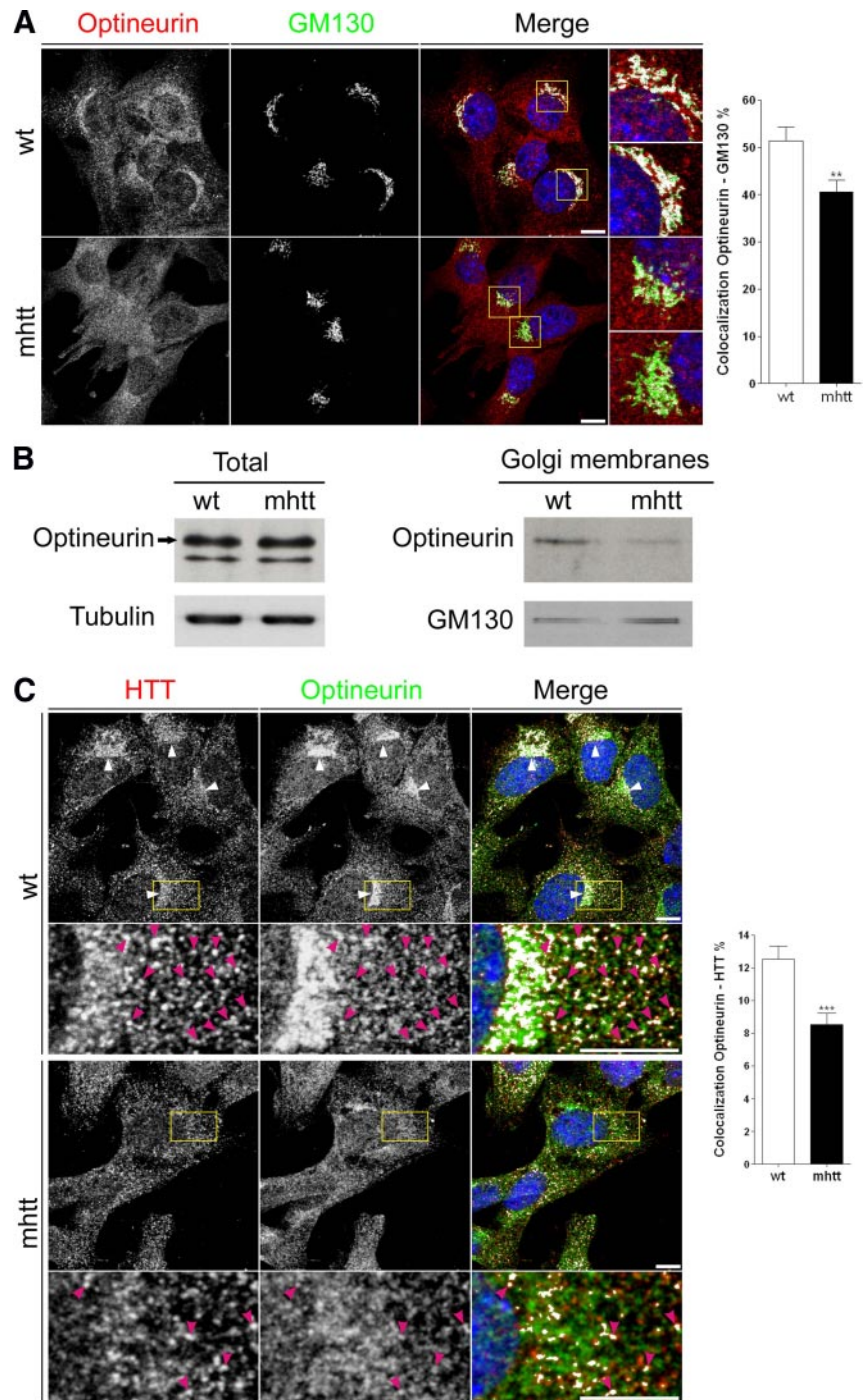 A
Optineurin GM130 Merge
wt
mhtt
Colocalization Optineurin - GM130 %
60
50
40
30
20
10
0
**
wt mhtt
B
Total
wt mhtt
Optineurin
Tubulin
Golgi membranes
wt mhtt
Optineurin
GM130
C
HTT Optineurin Merge
wt
mhtt
Colocalization Optineurin - HTT %
14
12
10
8
6
4
2
0
***
wt mhtt